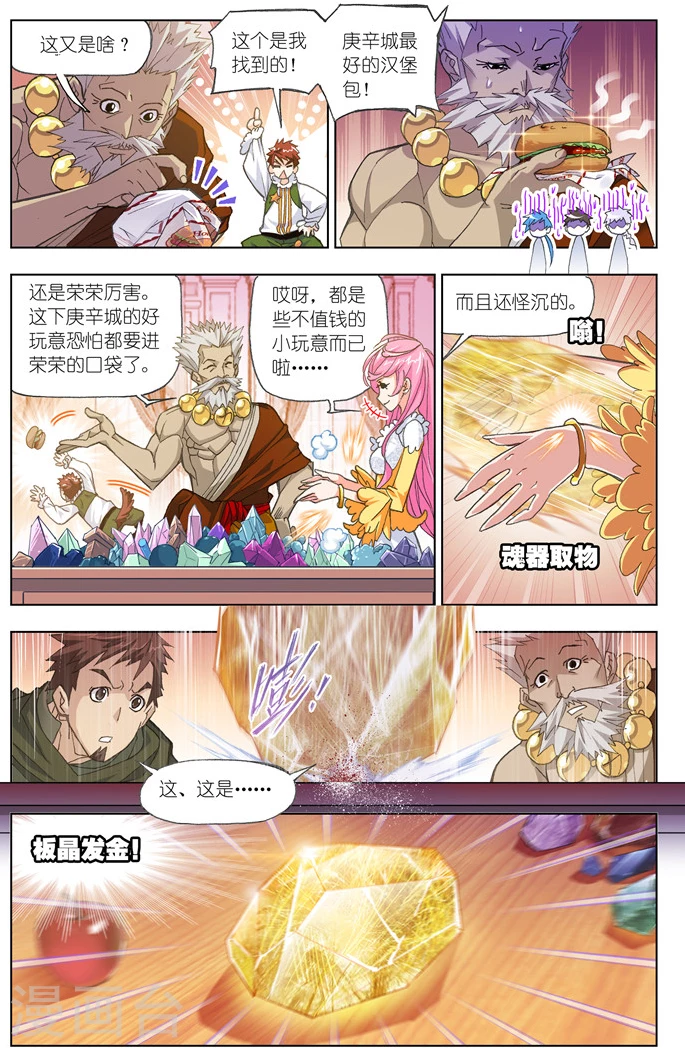 这又是啥？
这个是我
找到的！
庚辛城最
好的汉堡
包！
还是荣荣厉害。
这下庚辛城的好
玩意恐怕都要进
荣荣的口袋了。
哎呀，都是
些不值钱的
小玩意而已
啦……
而且还怪沉的。
嗡！
魂器取物
嘭！
这、这是……
板晶发金！
漫画台